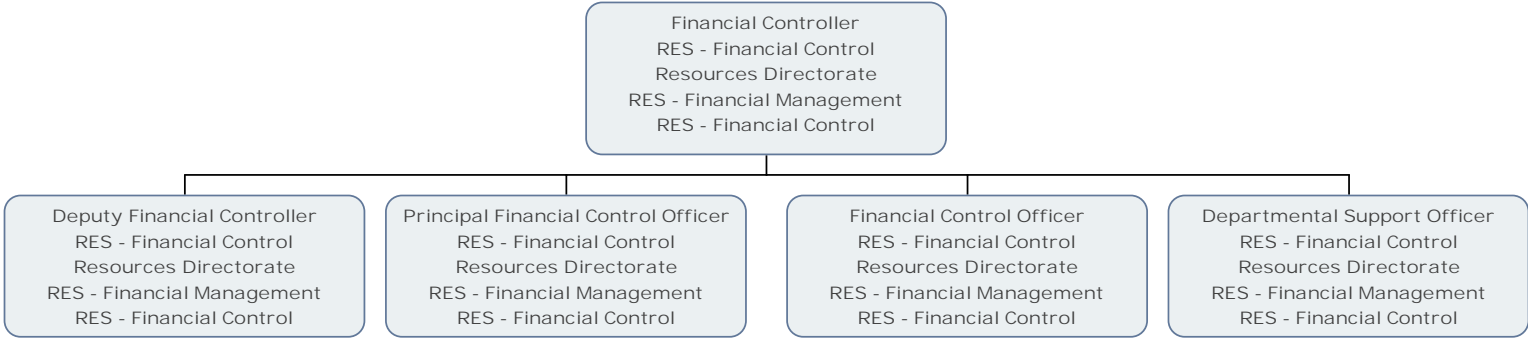 Financial Controller
RES - Financial Control
Resources Directorate
RES - Financial Management
RES - Financial Control
Deputy Financial Controller
RES - Financial Control
Resources Directorate
RES - Financial Management
RES - Financial Control
Principal Financial Control Officer
RES - Financial Control
Resources Directorate
RES - Financial Management
RES - Financial Control
Financial Control Officer
RES - Financial Control
Resources Directorate
RES - Financial Management
RES - Financial Control
Departmental Support Officer
RES - Financial Control
Resources Directorate
RES - Financial Management
RES - Financial Control